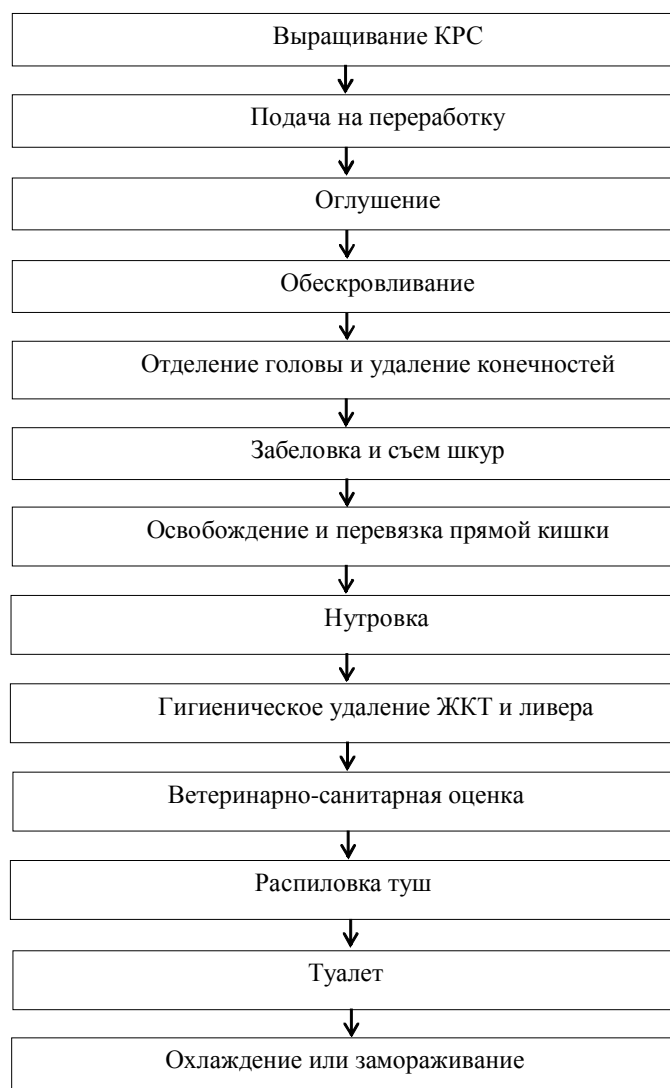 Выращивание КРС
Подача на переработку
Оглушение
Обескровливание
Отделение головы и удаление конечностей
Забеловка и съем шкур
Освобождение и перевязка прямой кишки
Нутровка
Гигиеническое удаление ЖКТ и ливера
Ветеринарно-санитарная оценка
Распиловка туш
Туалет
Охлаждение или замораживание